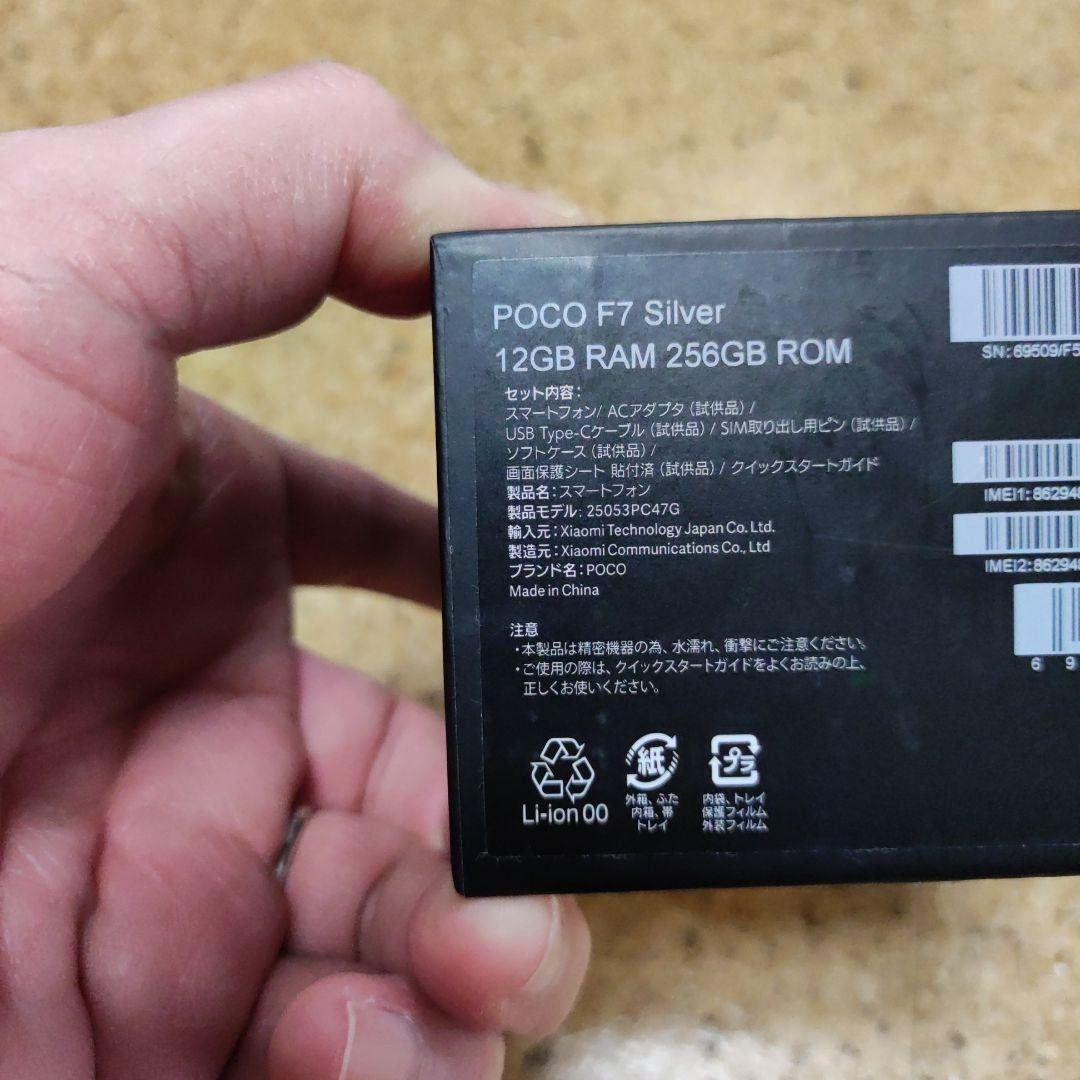 POCO F7 Silver
12GB RAM 256GB ROM
セット内容:
スマートフォン/ ACアダプタ (試供品) /
USB Type-Cケーブル (試供品) / SIM取り出し用ピン (試供品) /
ソフトケース (試供品) /
画面保護シート 貼付済 (試供品) / クイックスタートガイド
製品名:スマートフォン
製品モデル: 25053PC47G
輸入元:Xiaomi Technology Japan Co. Ltd.
製造元:Xiaomi Communications Co., Ltd
ブランド名:POCO
Made in China
注意
・本製品は精密機器の為、水濡れ、衝撃にご注意ください。
・ご使用の際は、クイックスタートガイドをよくお読みの上、
正しくお使いください。
Li-ion 00
紙
外箱、ふた
内箱、帯
トレイ
プラ
内袋、トレイ
保護フィルム
外装フィルム
SN: 69509/F5
IMEI1: 862948
IMEI2: 862948
6 9